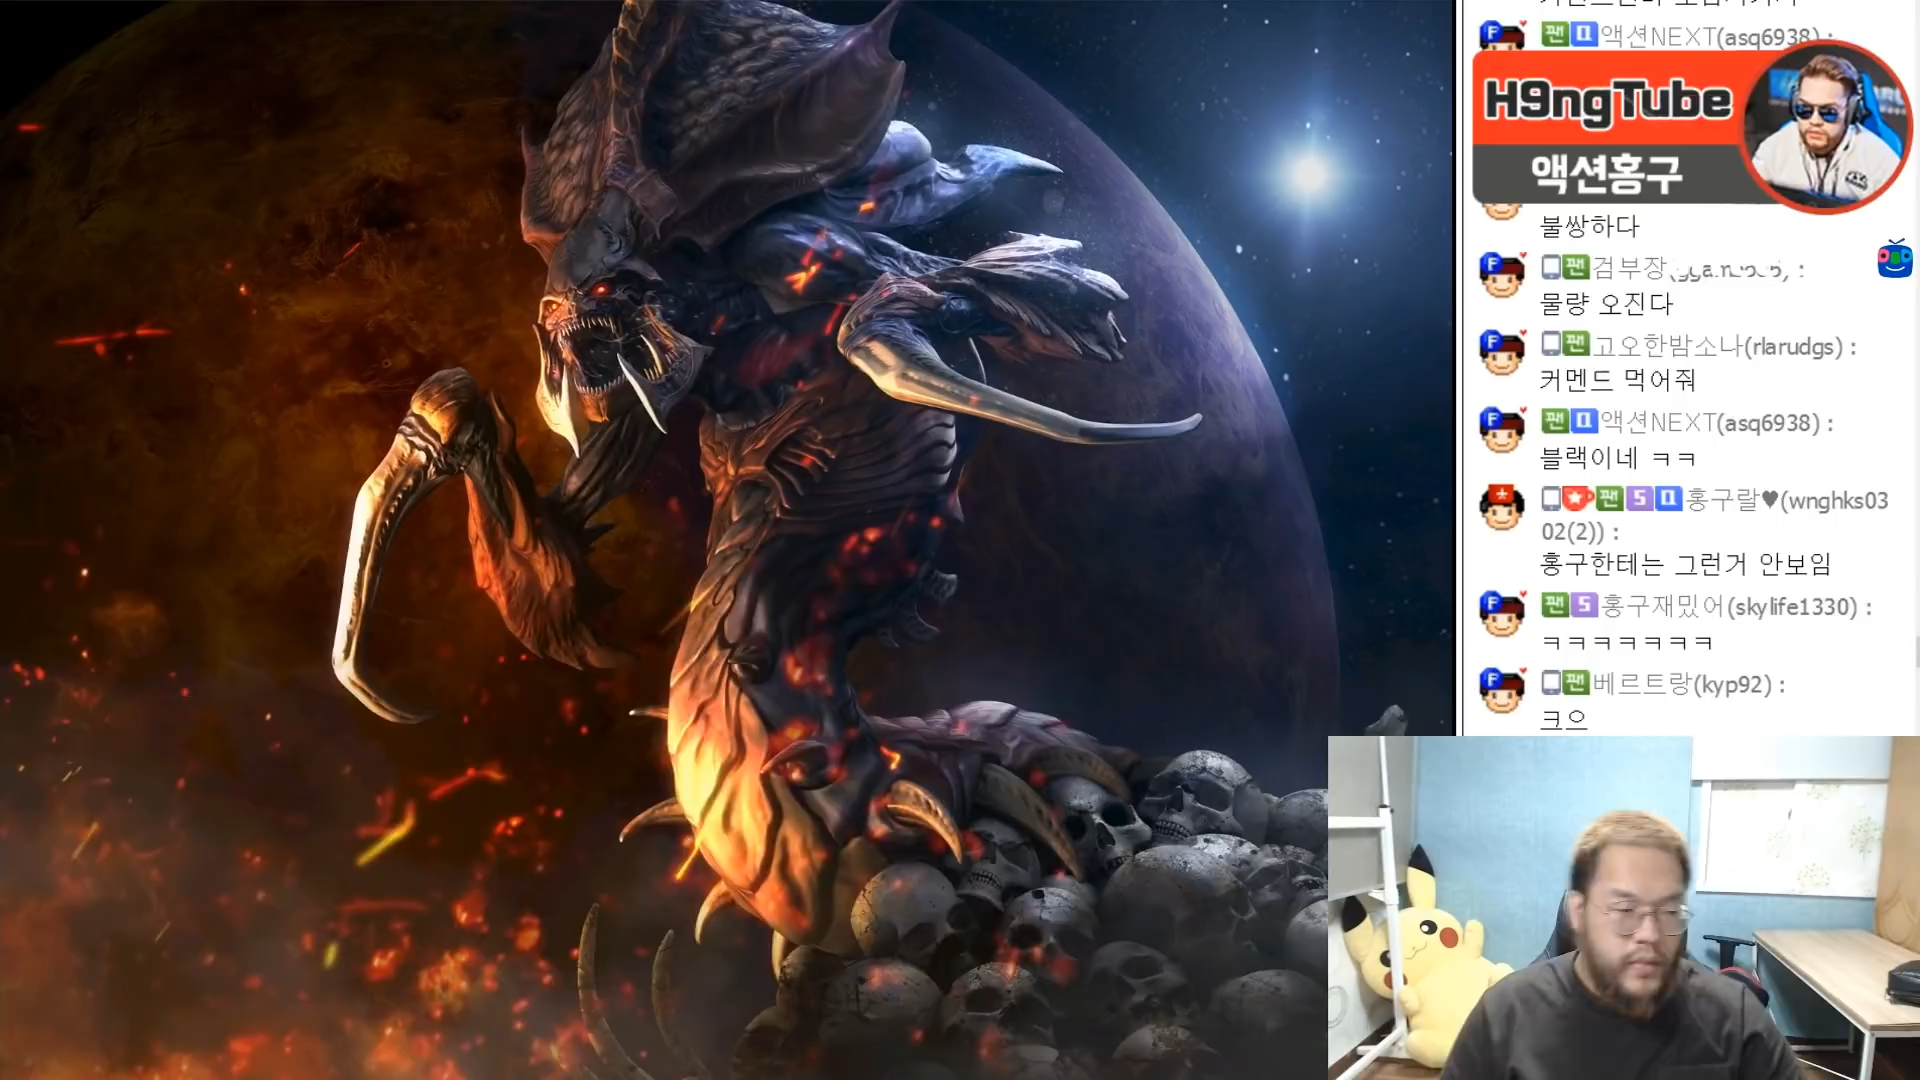 액션NEXT(asq6938) :
H9ngTube
액션홍구
불쌍하다
검부장
물량 오진다
고오한밤소나(rlarudgs) :
커멘드 먹어줘
액션NEXT(asq6938) :
블랙이네 ㅋㅋ
홍구랄♥(wnghks03
02(2)) :
홍구한테는 그런거 안보임
홍구재밌어(skylife1330) :
ㅋㅋㅋㅋㅋㅋㅋ
베르트랑(kyp92) :
크으